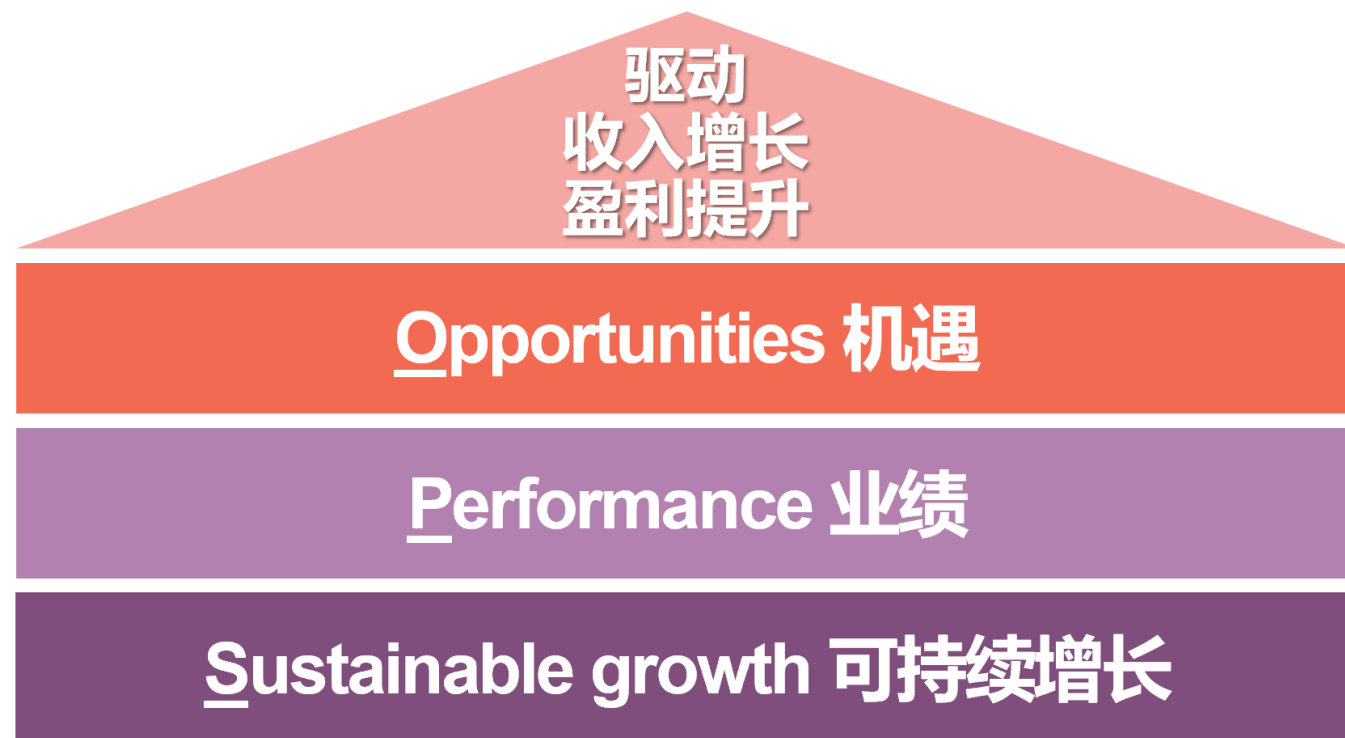 驱动
收入增长
盈利提升
Opportunities 机遇
Performance 业绩
Sustainable growth 可持续增长